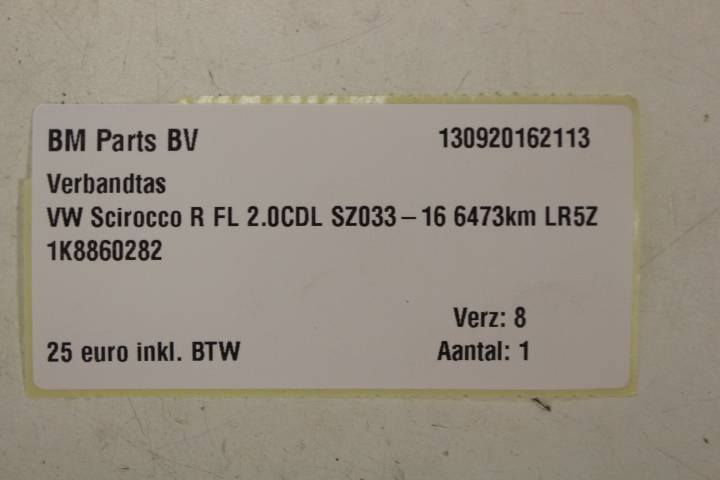 BM Parts BV 130920162113
Verbandtas
VW Scirocco R FL 2.0CDL SZ033-16 6473km LR5Z
1K8860282
Verz: 8
25 euro inkl. BTW Aantal: 1